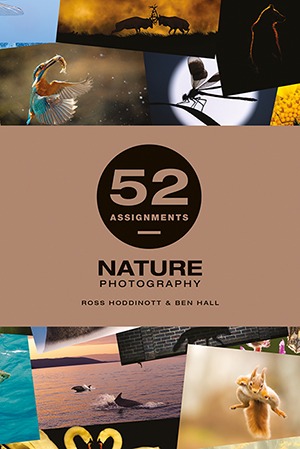 52
ASSIGNMENTS
NATURE
PHOTOGRAPHY
ROSS HODDINOTT & BEN HALL